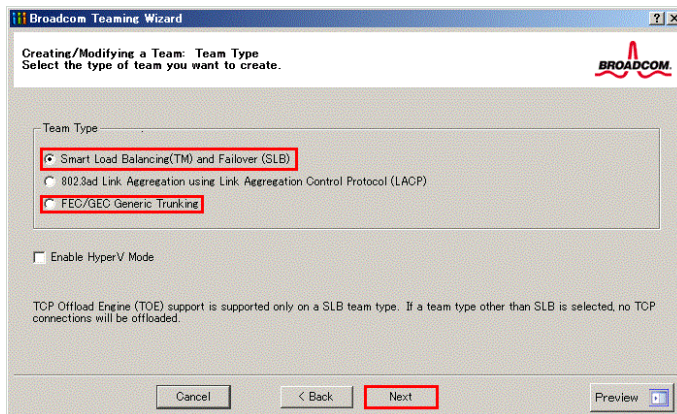 Broadcom Teaming Wizard
Creating/Modifying a Team: Team Type
Select the type of team you want to create.
BROADCOM.
Team Type
Smart Load Balancing(TM) and Failover (SLB)
802.3ad Link Aggregation using Link Aggregation Control Protocol (LACP)
FEC/GEC Generic Trunking
Enable HyperV Mode
TCP Offload Engine (TOE) support is supported only on a SLB team type. If a team type other than SLB is selected, no TCP
connections will be offloaded.
Cancel
< Back
Next
Preview